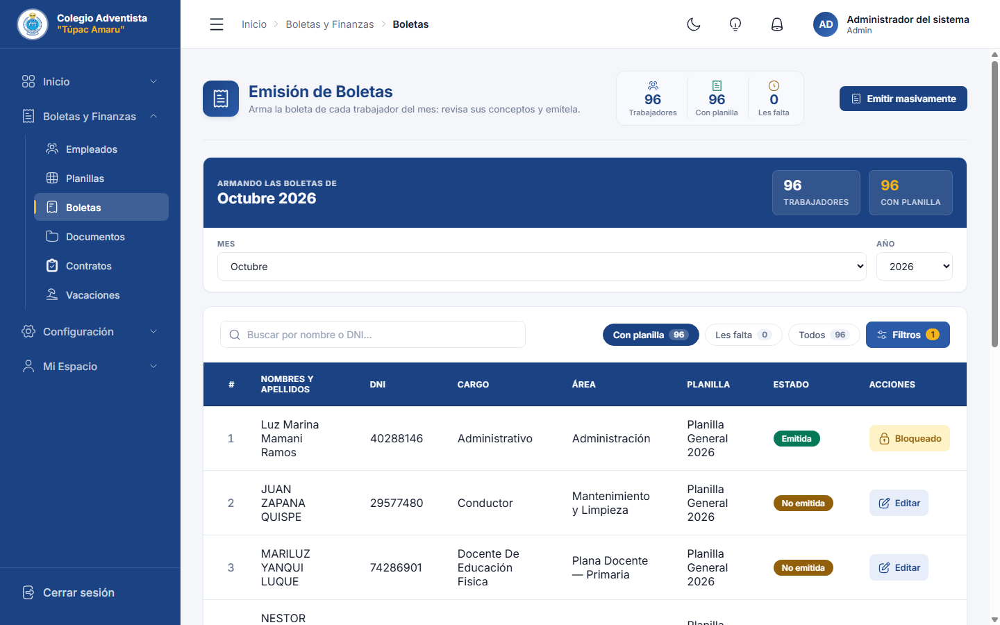 Colegio Adventista
"Túpac Amaru"
Inicio
Boletas y Finanzas
Empleados
Planillas
Boletas
Documentos
Contratos
Vacaciones
Configuración
Mi Espacio
Cerrar sesión
Inicio > Boletas y Finanzas > Boletas
AD
Administrador del sistema
Admin
Emisión de Boletas
Arma la boleta de cada trabajador del mes: revisa sus conceptos y emítela.
96
Trabajadores
96
Con planilla
0
Les falta
Emitir masivamente
ARMANDO LAS BOLETAS DE
Octubre 2026
96
TRABAJADORES
96
CON PLANILLA
MES
Octubre
AÑO
2026
Buscar por nombre o DNI...
Con planilla 96
Les falta 0
Todos 96
Filtros 1
# NOMBRES Y APELLIDOS DNI CARGO ÁREA PLANILLA ESTADO ACCIONES
1
Luz Marina
Mamani
Ramos
40288146
Administrativo
Administración
Planilla
General
2026
Emitida
Bloqueado
2
JUAN
ZAPANA
QUISPE
29577480
Conductor
Mantenimiento
y Limpieza
Planilla
General
2026
No emitida
Editar
3
MARILUZ
YANQUI
LUQUE
74286901
Docente De
Educación
Fisica
Plana Docente
— Primaria
Planilla
General
2026
No emitida
Editar
NESTOR
Planilla